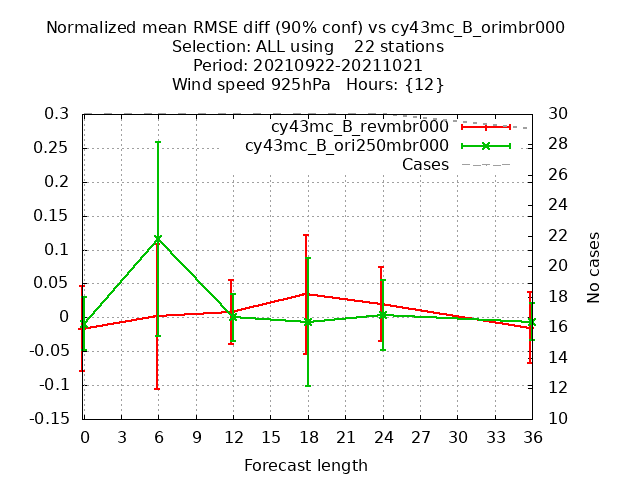 Normalized mean RMSE diff (90% conf) vs cy43mc_B_orimbr000
Selection: ALL using    22 stations
Period: 20210922-20211021
Wind speed 925hPa   Hours: {12}
cy43mc_B_revmbr000
cy43mc_B_ori250mbr000
Cases
0.3
0.25
0.2
0.15
0.1
0.05
0
-0.05
-0.1
-0.15
30
28
26
24
22
20
18
16
14
12
10
No cases
0 3 6 9 12 15 18 21 24 27 30 33 36
Forecast length